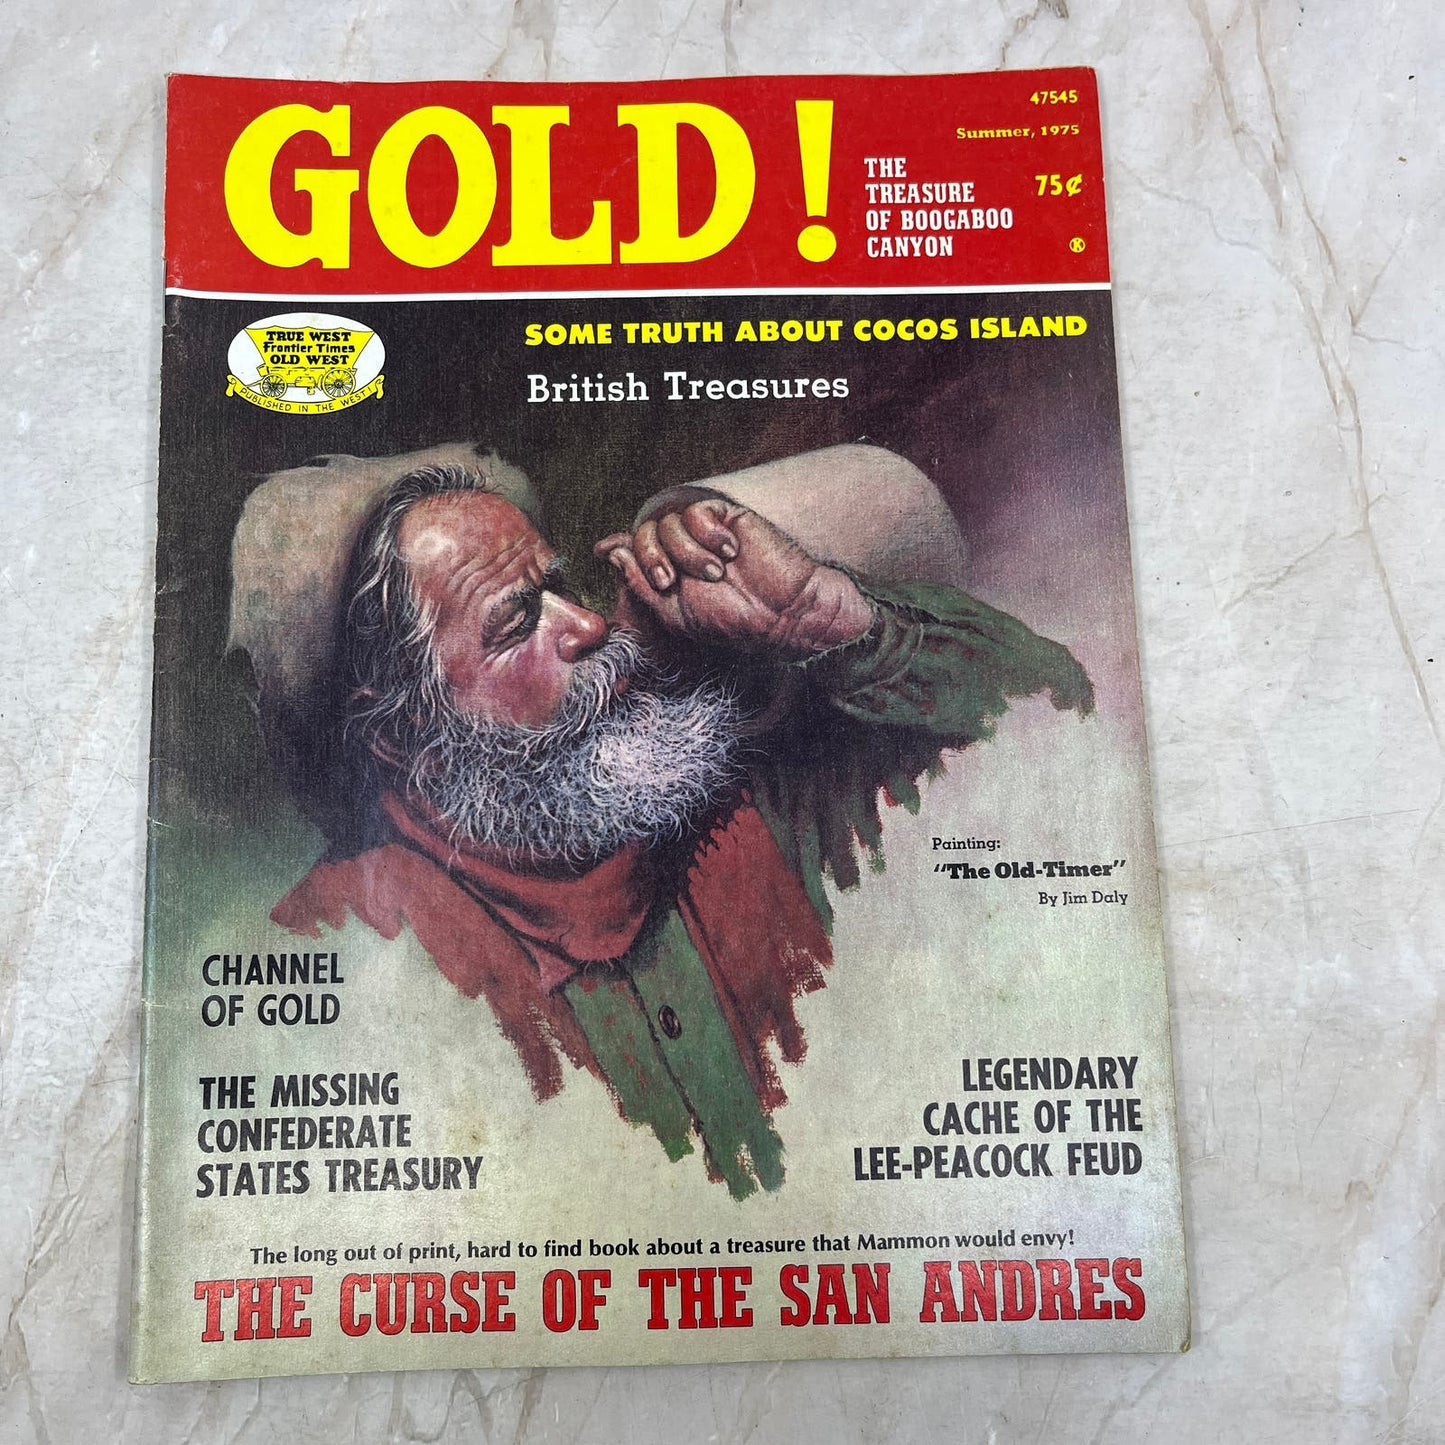 GOLD!
47545
Summer, 1975
75¢
THE
TREASURE
OF BOOGABOO
CANYON
K
TRUE WEST
Frontier Times
OLD WEST
PUBLISHED IN THE WEST!
SOME TRUTH ABOUT COCOS ISLAND
British Treasures
Painting:
"The Old-Timer"
By Jim Daly
CHANNEL
OF GOLD
THE MISSING
CONFEDERATE
STATES TREASURY
LEGENDARY
CACHE OF THE
LEE-PEACOCK FEUD
The long out of print, hard to find book about a treasure that Mammon would envy!
THE CURSE OF THE SAN ANDRES